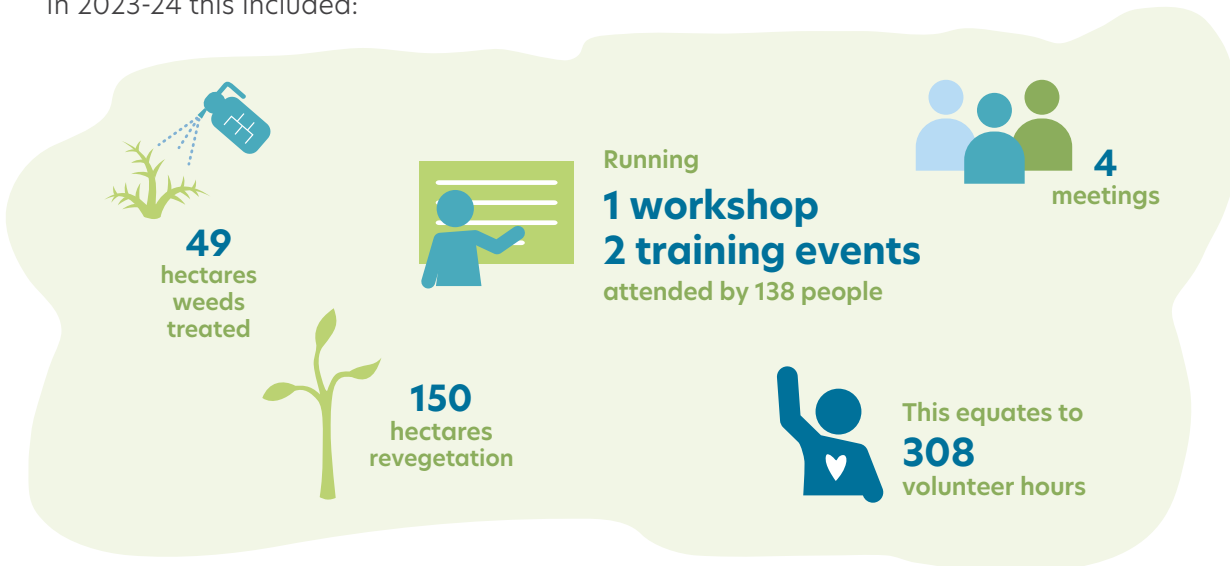 In 2023-24 this included:
49
hectares
weeds
treated
Running
1 workshop
2 training events
attended by 138 people
4
meetings
150
hectares
revegetation
This equates to
308
volunteer hours